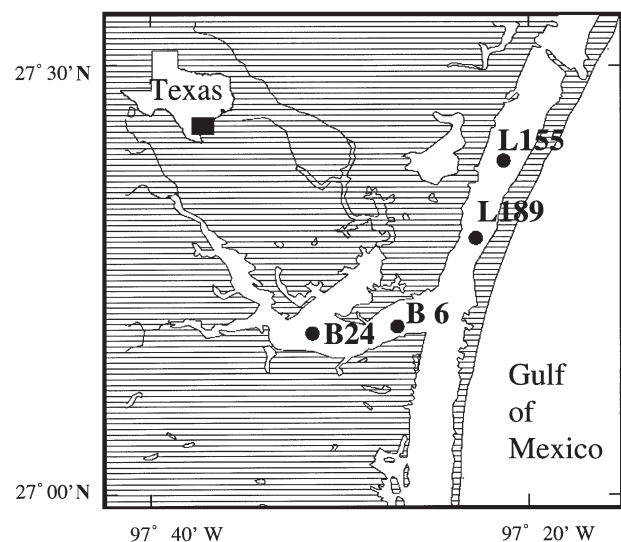 27° 30' N
Texas
L155
L189
B 6
B24
Gulf
of
Mexico
27° 00' N
97° 40' W
97° 20' W